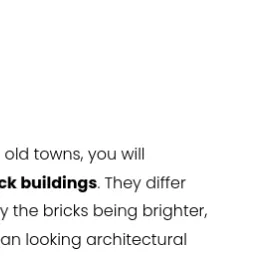 old towns, you will
ck buildings. They differ
y the bricks being brighter,
an looking architectural